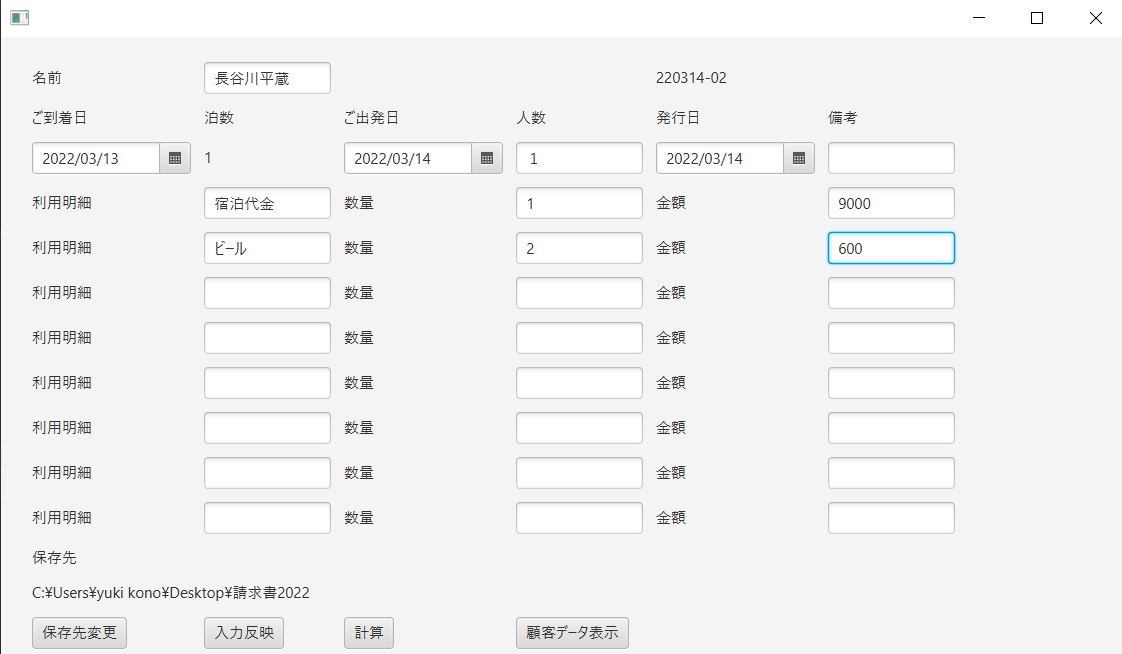 名前 長谷川平蔵 220314-02
ご到着日 泊数 ご出発日 人数 発行日 備考
2022/03/13 1 2022/03/14 1 2022/03/14
利用明細 宿泊代金 数量 1 金額 9000
利用明細 ビール 数量 2 金額 600
利用明細 数量 金額
利用明細 数量 金額
利用明細 数量 金額
利用明細 数量 金額
利用明細 数量 金額
利用明細 数量 金額
保存先
C:¥Users¥yuki kono¥Desktop¥請求書2022
保存先変更 入力反映 計算 顧客データ表示